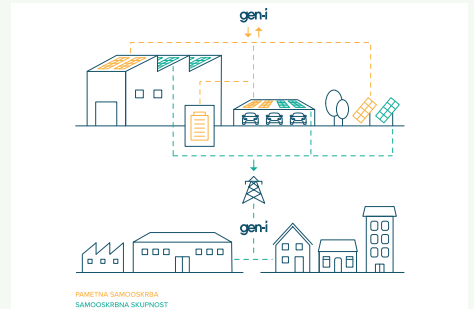 gen-i
gen-i
PAMETNA SAMOOSKRBA
SAMOOSKRBNA SKUPNOST